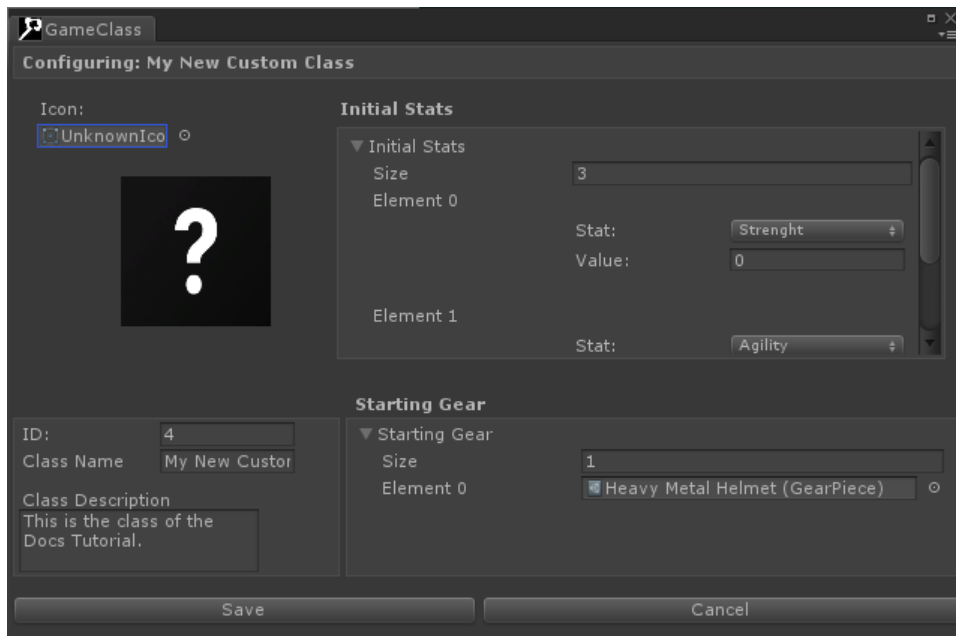 GameClass
Configuring: My New Custom Class
Icon:
UnknownIco
?
Initial Stats
Initial Stats
Size 3
Element 0
Stat: Strenght
Value: 0
Element 1
Stat: Agility
Starting Gear
Starting Gear
Size 1
Element 0 Heavy Metal Helmet (GearPiece)
ID: 4
Class Name My New Custor
Class Description
This is the class of the
Docs Tutorial.
Save Cancel